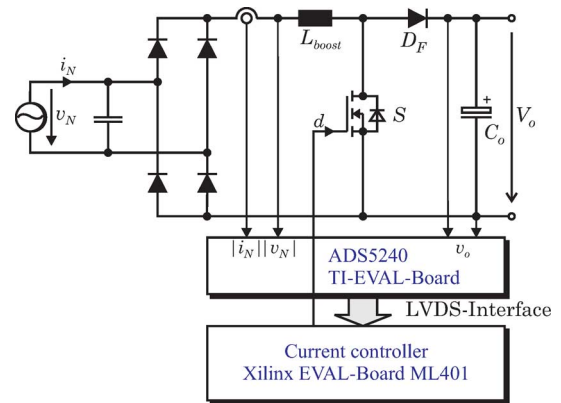 i_N
v_N
L_boost
D_F
d
S
+
C_o
V_o
|i_N||v_N|
v_o
ADS5240
TI-EVAL-Board
LVDS-Interface
Current controller
Xilinx EVAL-Board ML401